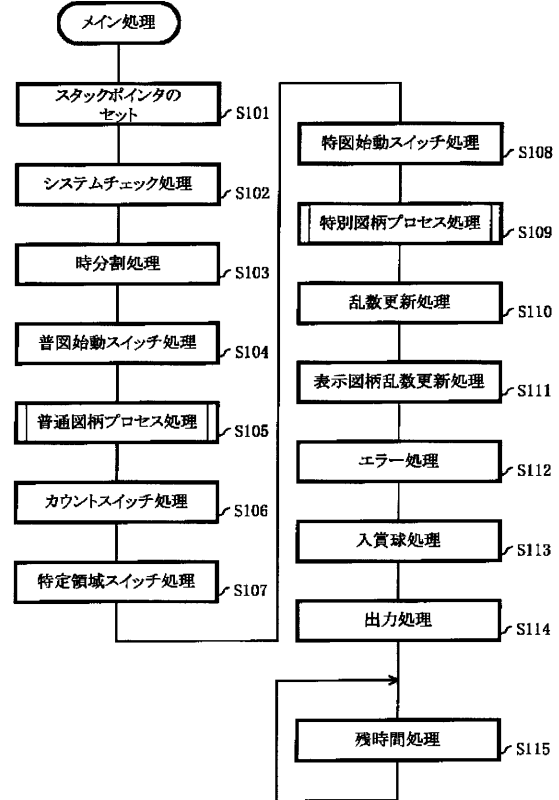 メイン処理
スタックポインタの
セット
S101
システムチェック処理
S102
時分割処理
S103
普図始動スイッチ処理
S104
普通図柄プロセス処理
S105
カウントスイッチ処理
S106
特定領域スイッチ処理
S107
特図始動スイッチ処理
S108
特別図柄プロセス処理
S109
乱数更新処理
S110
表示図柄乱数更新処理
S111
エラー処理
S112
入賞球処理
S113
出力処理
S114
残時間処理
S115